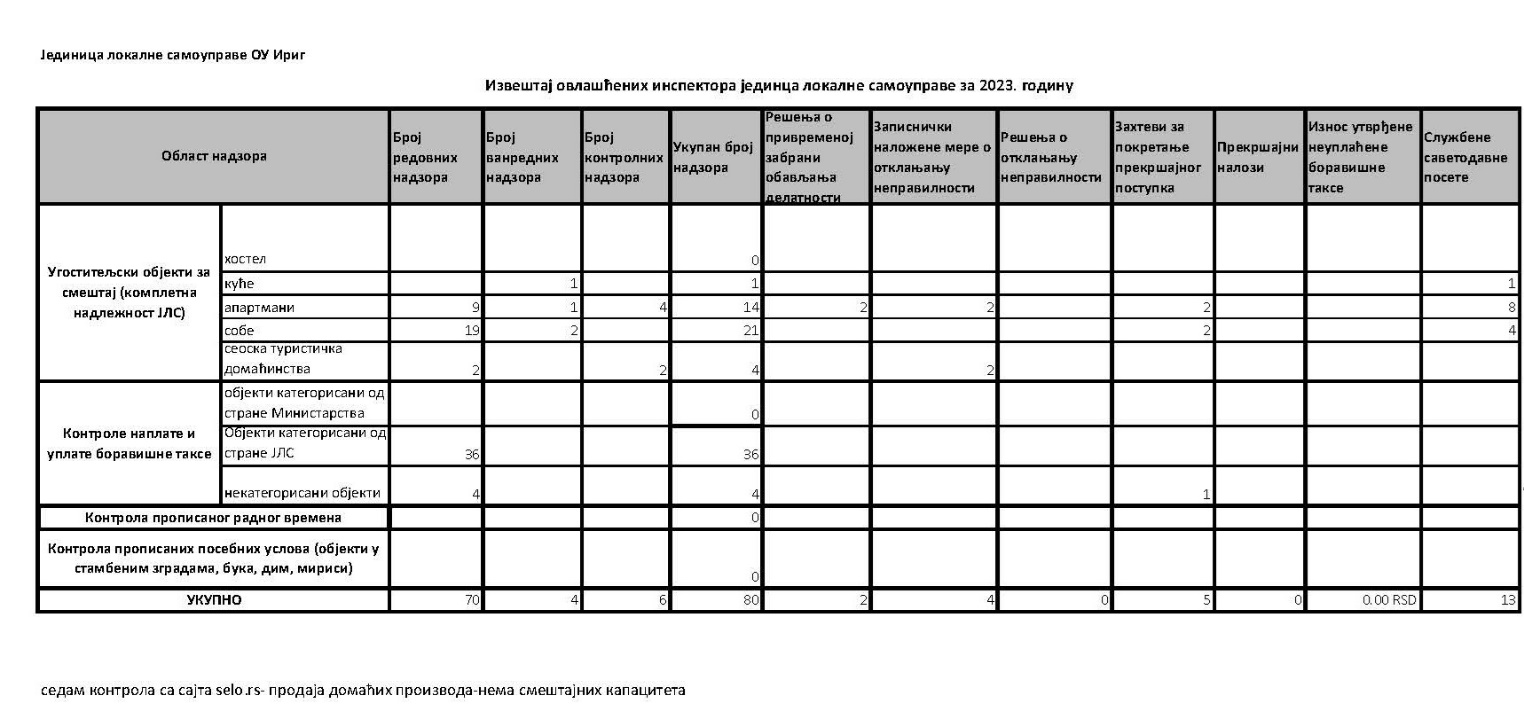 Јединица локалне самоуправе ОУ Ириг
Извештај овлашћених инспектора јединца локалне самоуправе за 2023. годину
Област надзора
Број
редовних
надзора
Број
ванредних
надзора
Број
контролних
надзора
Укупан број
надзора
Решења о
привременој
забрани
обављања
делатности
Записнички
наложене мере о
отклањању
неправилности
Решења о
отклањању
неправилности
Захтеви за
покретање
прекршајног
поступка
Прекршајни
налози
Износ утврђене
неуплаћене
боравишне
таксе
Службене
саветодавне
посете
Угоститељски објекти за
смештај (комплетна
надлежност ЈЛС)
хостел 0
куће 1 1 1
апартмани 9 1 4 14 2 2 2 8
собе 19 2 21 2 4
сеоска туристичка
домаћинства 2 2 4 2
Контроле наплате и
уплате боравишне таксе
објекти категорисани од
стране Министарства 0
Објекти категорисани од
стране ЈЛС 36 36
некатегорисани објекти 4 4 1
Контрола прописаног радног времена 0
Контрола прописаних посебних услова (објекти у
стамбеним зградама, бука, дим, мириси) 0
УКУПНО 70 4 6 80 2 4 0 5 0 0.00 RSD 13
седам контрола са сајта selo.rs- продаја домаћих производа-нема смештајних капацитета